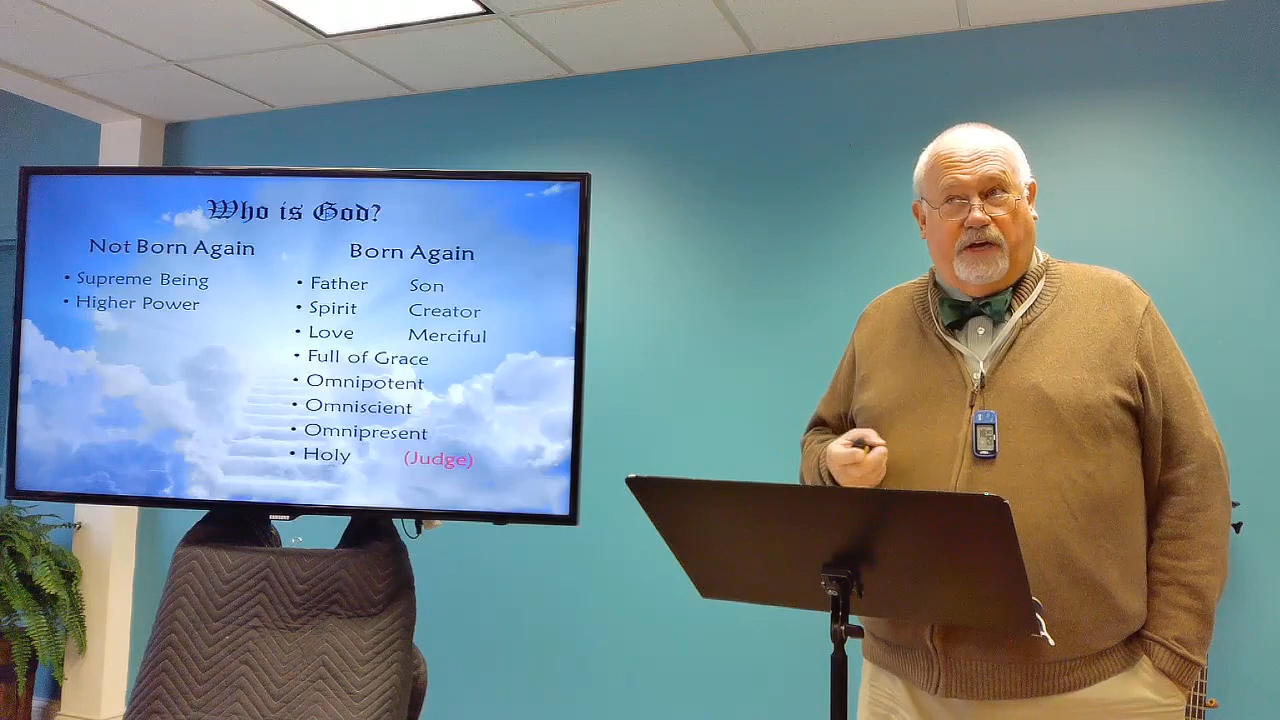 Who is God?
Not Born Again
• Supreme Being
• Higher Power
Born Again
• Father Son
• Spirit Creator
• Love Merciful
• Full of Grace
• Omnipotent
• Omniscient
• Omnipresent
• Holy (Judge)